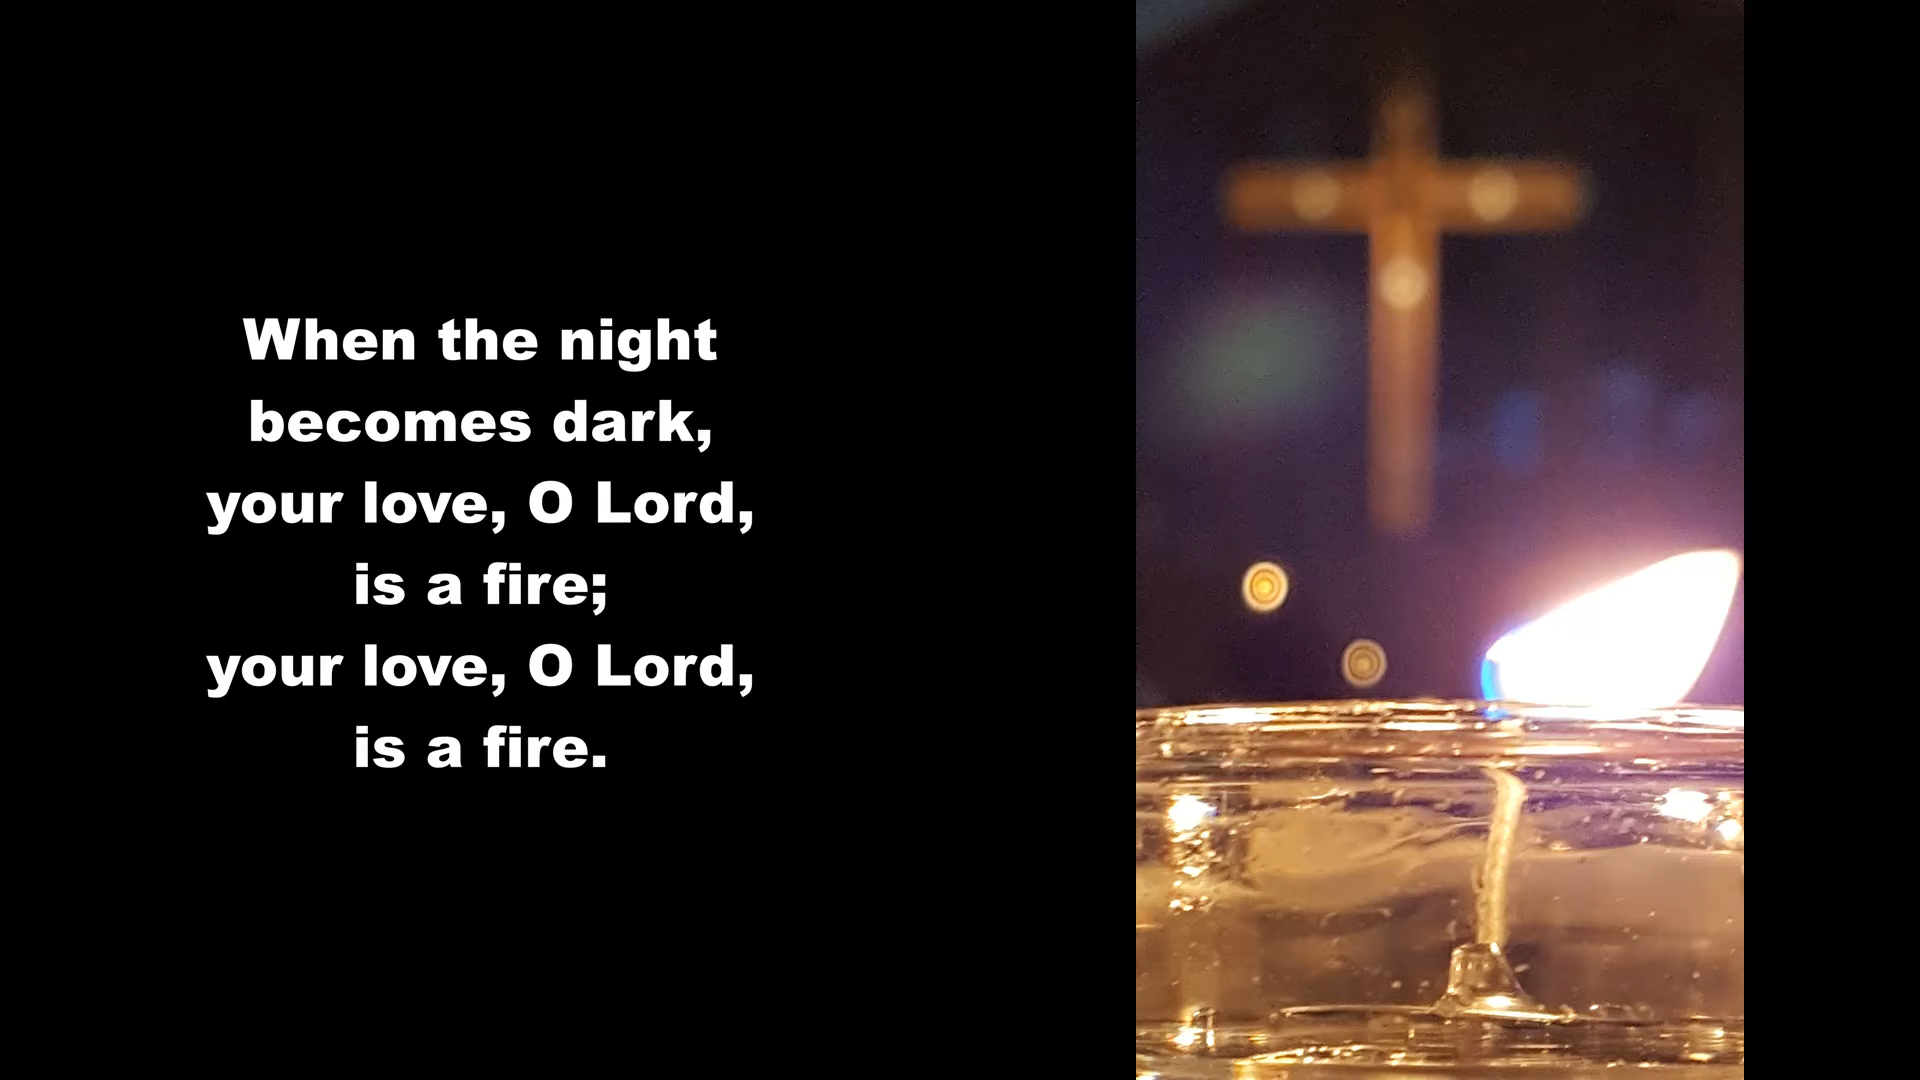 When the night
becomes dark,
your love, O Lord,
is a fire;
your love, O Lord,
is a fire.